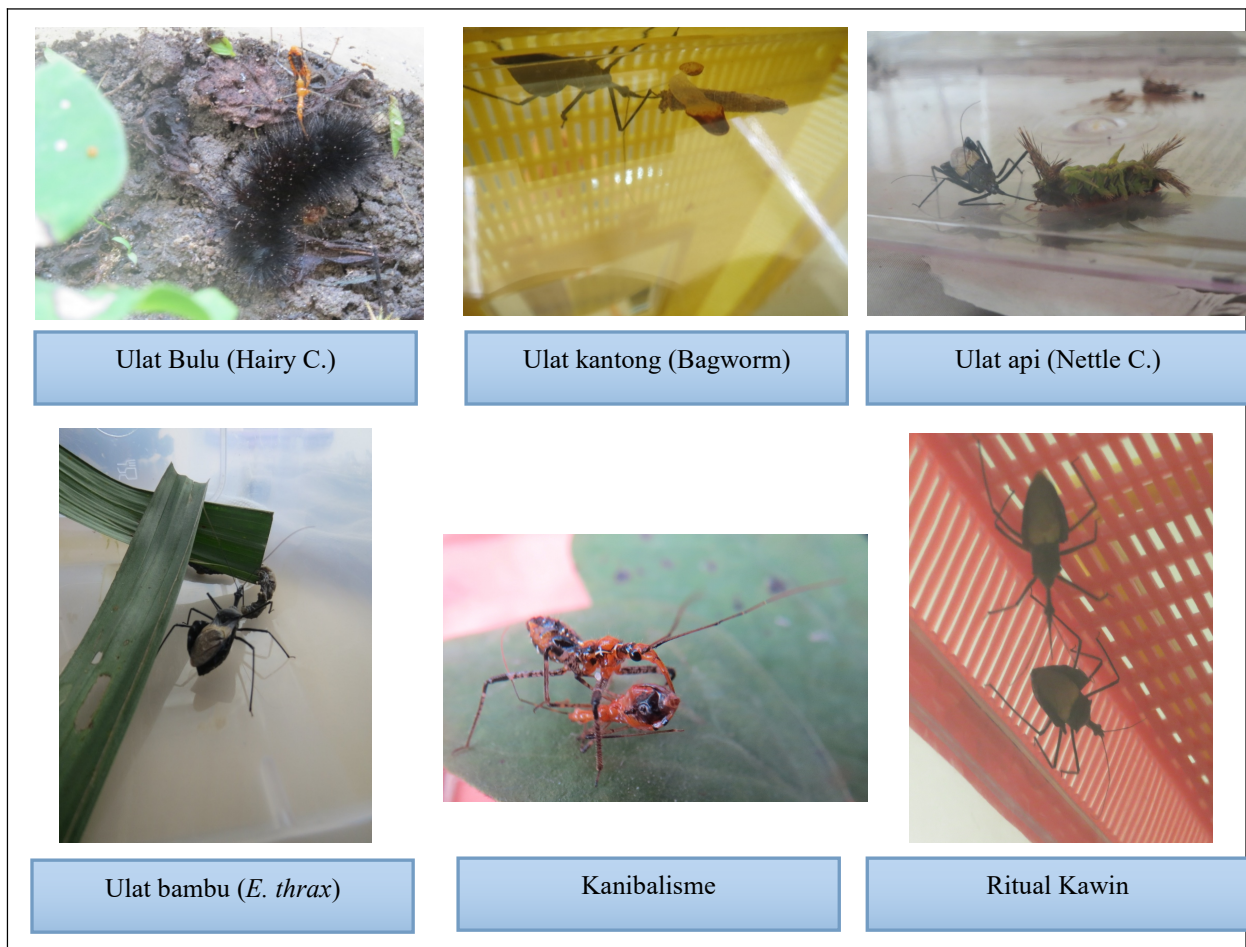 Ulat Bulu (Hairy C.)
Ulat kantong (Bagworm)
Ulat api (Nettle C.)
Ulat bambu (E. thrax)
Kanibalisme
Ritual Kawin